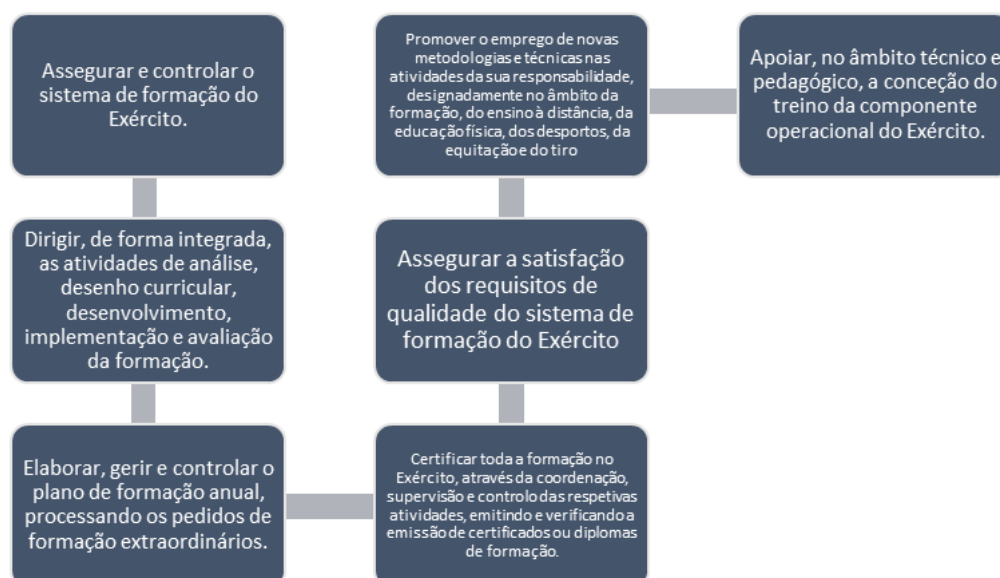 Assegurar e controlar o
sistema de formação do
Exército.
Dirigir, de forma integrada,
as atividades de análise,
desenho curricular,
desenvolvimento,
implementação e avaliação
da formação.
Elaborar, gerir e controlar o
plano de formação anual,
processando os pedidos de
formação extraordinários.
Certificar toda a formação no
Exército, através da coordenação,
supervisão e controlo das respetivas
atividades, emitindo e verificando a
emissão de certificados ou diplomas
de formação.
Assegurar a satisfação
dos requisitos de
qualidade do sistema de
formação do Exército
Promover o emprego de novas
metodologias e técnicas nas
atividades da sua responsabilidade,
designadamente no âmbito da
formação, do ensino à distância, da
educação física, dos desportos, da
equitação e do tiro
Apoiar, no âmbito técnico e
pedagógico, a conceção do
treino da componente
operacional do Exército.